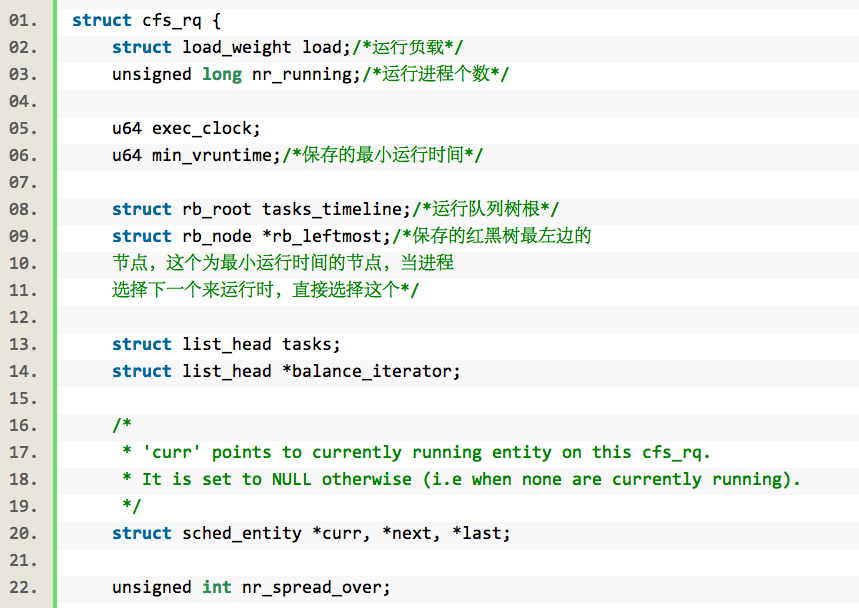 01. struct cfs_rq {
02.     struct load_weight load;/*运行负载*/
03.     unsigned long nr_running;/*运行进程个数*/
04.
05.     u64 exec_clock;
06.     u64 min_vruntime;/*保存的最小运行时间*/
07.
08.     struct rb_root tasks_timeline;/*运行队列树根*/
09.     struct rb_node *rb_leftmost;/*保存的红黑树最左边的
10.     节点，这个为最小运行时间的节点，当进程
11.     选择下一个来运行时，直接选择这个*/
12.
13.     struct list_head tasks;
14.     struct list_head *balance_iterator;
15.
16.     /*
17.      * 'curr' points to currently running entity on this cfs_rq.
18.      * It is set to NULL otherwise (i.e when none are currently running).
19.      */
20.     struct sched_entity *curr, *next, *last;
21.
22.     unsigned int nr_spread_over;